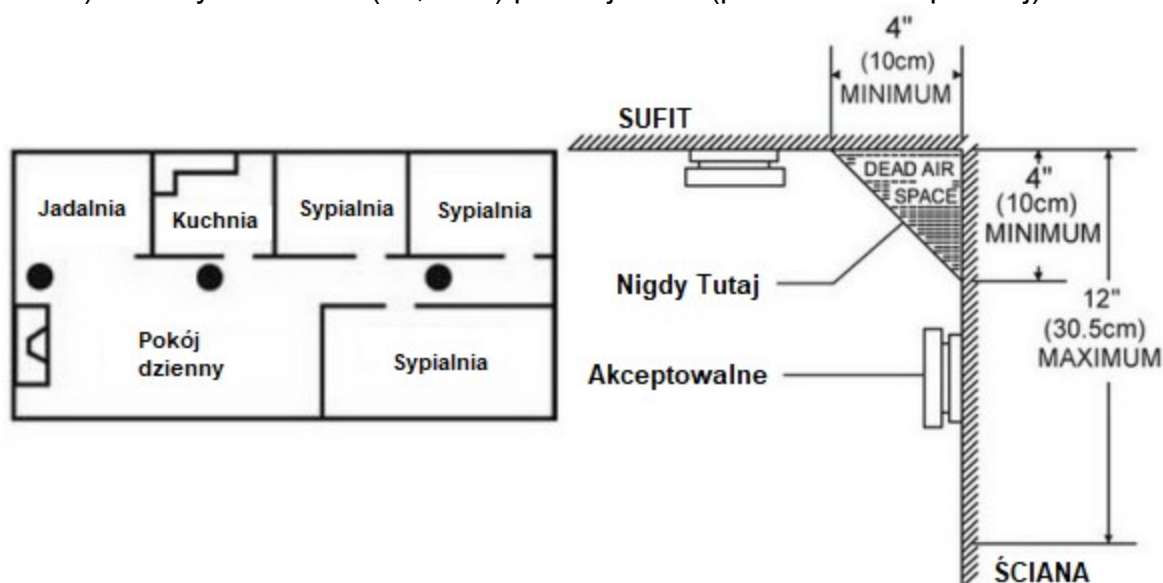 4"
(10cm)
MINIMUM
SUFIT
DEAD AIR
SPACE
4"
(10cm)
MINIMUM
Jadalnia
Kuchnia
Sypialnia
Sypialnia
Nigdy Tutaj
12"
(30.5cm)
MAXIMUM
Pokój
dzienny
Sypialnia
Akceptowalne
ŚCIANA